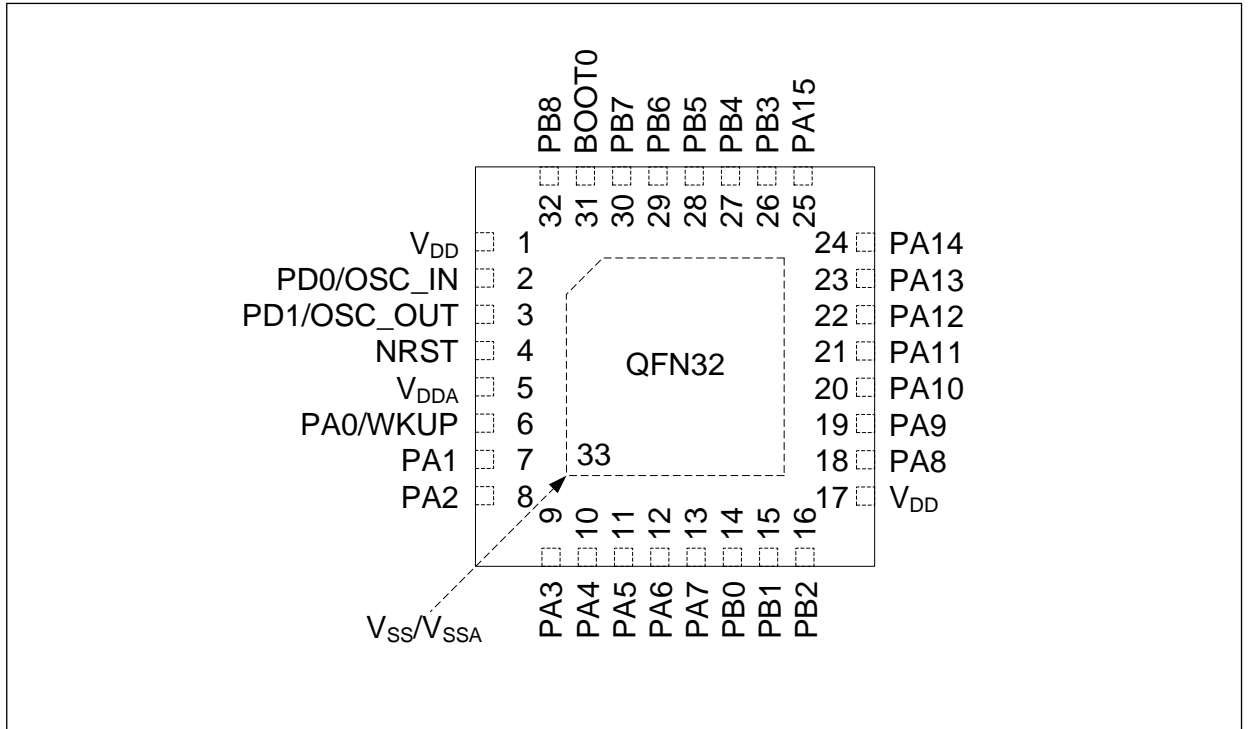 PB8
BOOT0
PB7
PB6
PB5
PB4
PB3
PA15
32
31
30
29
28
27
26
25
VDD 1
PD0/OSC_IN 2
PD1/OSC_OUT 3
NRST 4
VDDA 5
PA0/WKUP 6
PA1 7
PA2 8
QFN32
33
24 PA14
23 PA13
22 PA12
21 PA11
20 PA10
19 PA9
18 PA8
17 VDD
9
10
11
12
13
14
15
16
PA3
PA4
PA5
PA6
PA7
PB0
PB1
PB2
VSS/VSSA